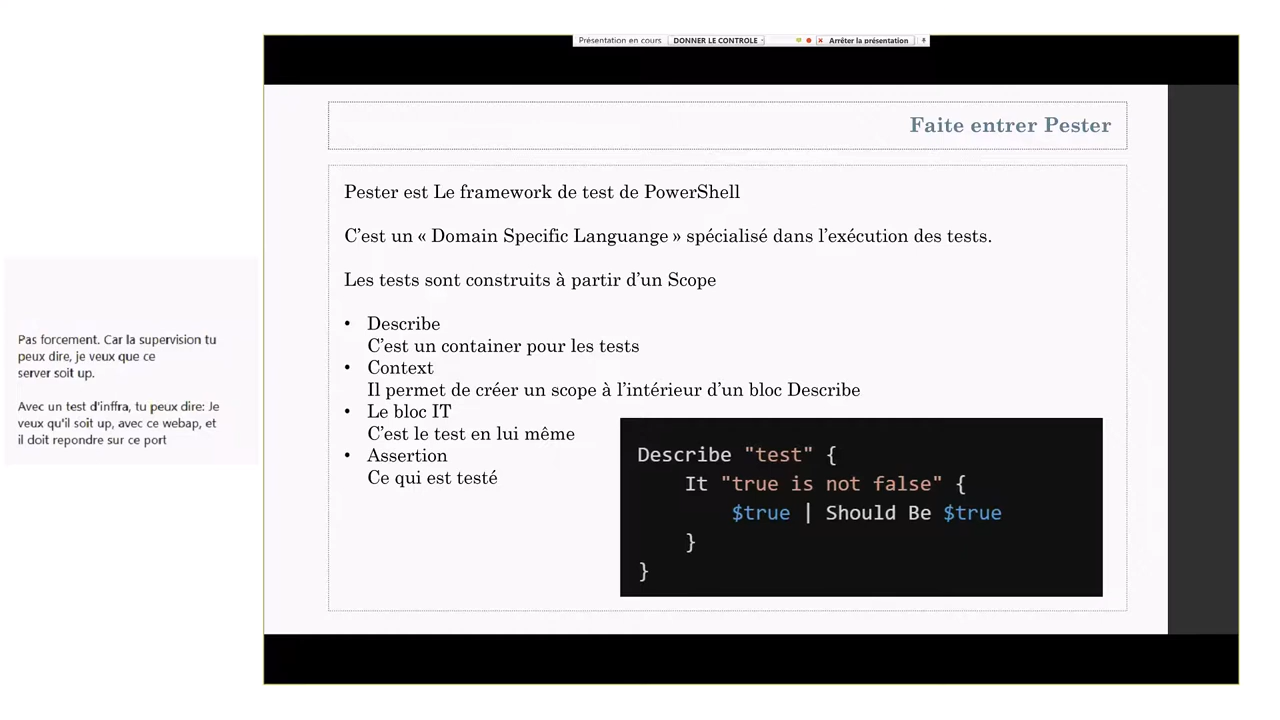 Présentation en cours DONNER LE CONTROLE Arrêter la présentation
Faite entrer Pester
Pester est Le framework de test de PowerShell
C’est un « Domain Specific Languange » spécialisé dans l’exécution des tests.
Les tests sont construits à partir d’un Scope
• Describe
C’est un container pour les tests
• Context
Il permet de créer un scope à l’intérieur d’un bloc Describe
• Le bloc IT
C’est le test en lui même
• Assertion
Ce qui est testé
Describe "test" {
It "true is not false" {
$true | Should Be $true
}
}
Pas forcement. Car la supervision tu
peux dire, je veux que ce
server soit up.
Avec un test d'inffra, tu peux dire: Je
veux qu'il soit up, avec ce webap, et
il doit repondre sur ce port